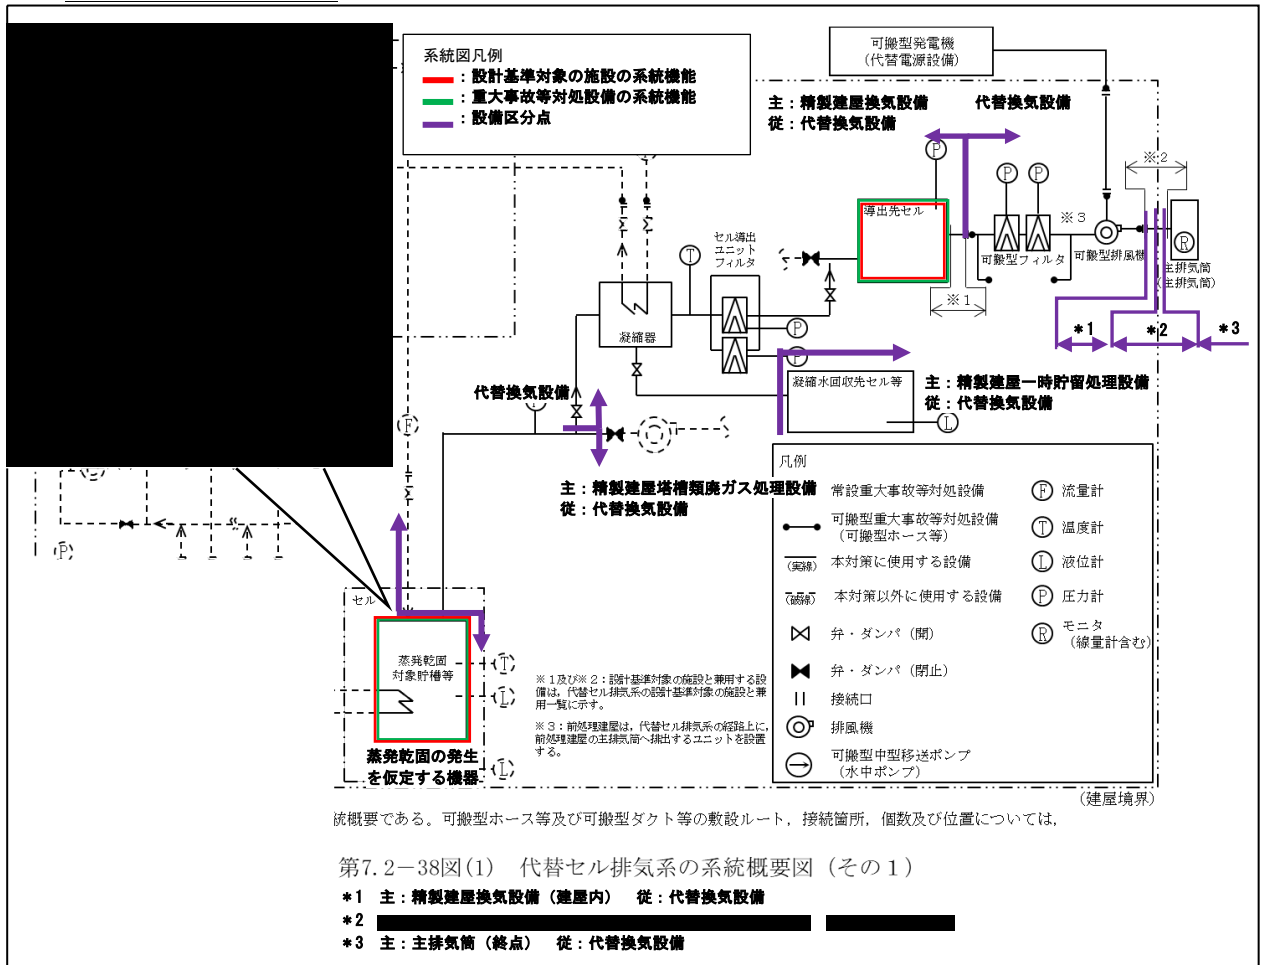 系統図凡例
：設計基準対象の施設の系統機能
：重大事故等対処設備の系統機能
：設備区分点
可搬型発電機
（代替電源設備）
主：精製建屋換気設備
従：代替換気設備
代替換気設備
※２
P
P
P
※３
導出先セル
可搬型フィルタ
可搬型排風機
R
主排気筒
（主排気筒）
セル導出
ユニット
フィルタ
T
※１
＊1
＊2
＊3
凝縮器
P
凝縮水回収先セル等
主：精製建屋一時貯留処理設備
従：代替換気設備
L
代替換気設備
F
主：精製建屋塔槽類廃ガス処理設備
従：代替換気設備
P
凡例
常設重大事故等対処設備
可搬型重大事故等対処設備
（可搬型ホース等）
（実線）
本対策に使用する設備
（破線）
本対策以外に使用する設備
弁・ダンパ（開）
弁・ダンパ（閉止）
接続口
排風機
可搬型中型移送ポンプ
（水中ポンプ）
F 流量計
T 温度計
L 液位計
P 圧力計
R モニタ
（線量計含む）
セル
蒸発乾固
対象貯槽等
T
L
L
蒸発乾固の発生
を仮定する機器
※１及び※２：設計基準対象の施設と兼用する設
備は，代替セル排気系の設計基準対象の施設と兼
用一覧に示す。
※３：前処理建屋は，代替セル排気系の経路上に，
前処理建屋の主排気筒へ排出するユニットを設置
する。
（建屋境界）
統概要である。可搬型ホース等及び可搬型ダクト等の敷設ルート，接続箇所，個数及び位置については，
第7.2－38図(1)　代替セル排気系の系統概要図（その１）
＊1　主：精製建屋換気設備（建屋内）　従：代替換気設備
＊2
＊3　主：主排気筒（終点）　従：代替換気設備